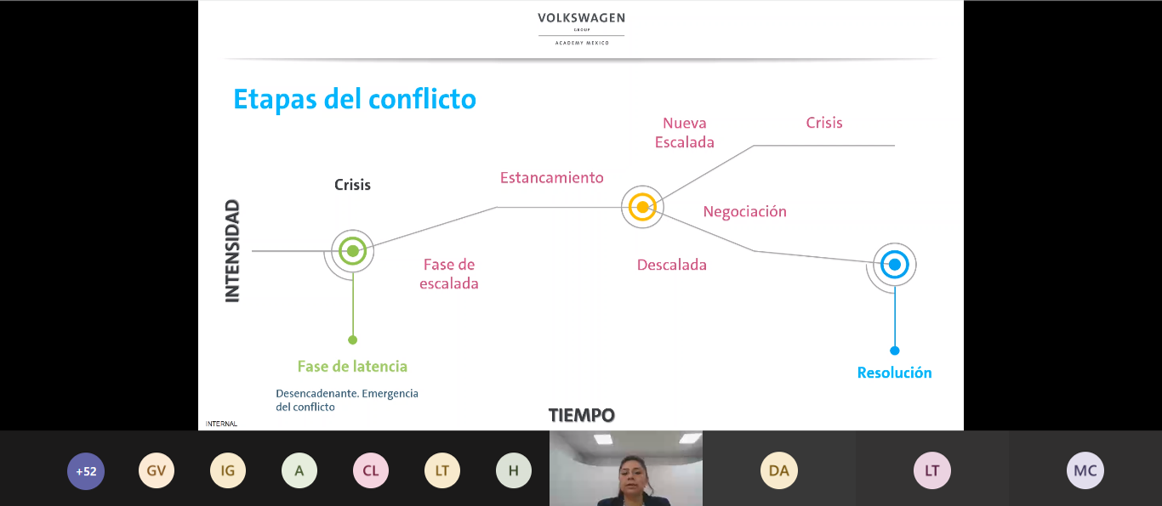 VOLKSWAGEN
GROUP
ACADEMY MEXICO
Etapas del conflicto
Nueva
Escalada
Crisis
Estancamiento
Crisis
Negociación
INTENSIDAD
Fase de
escalada
Descalada
Fase de latencia
Resolución
Desencadenante. Emergencia
del conflicto
TIEMPO
INTERNAL
+52
GV
IG
A
CL
LT
H
DA
LT
MC